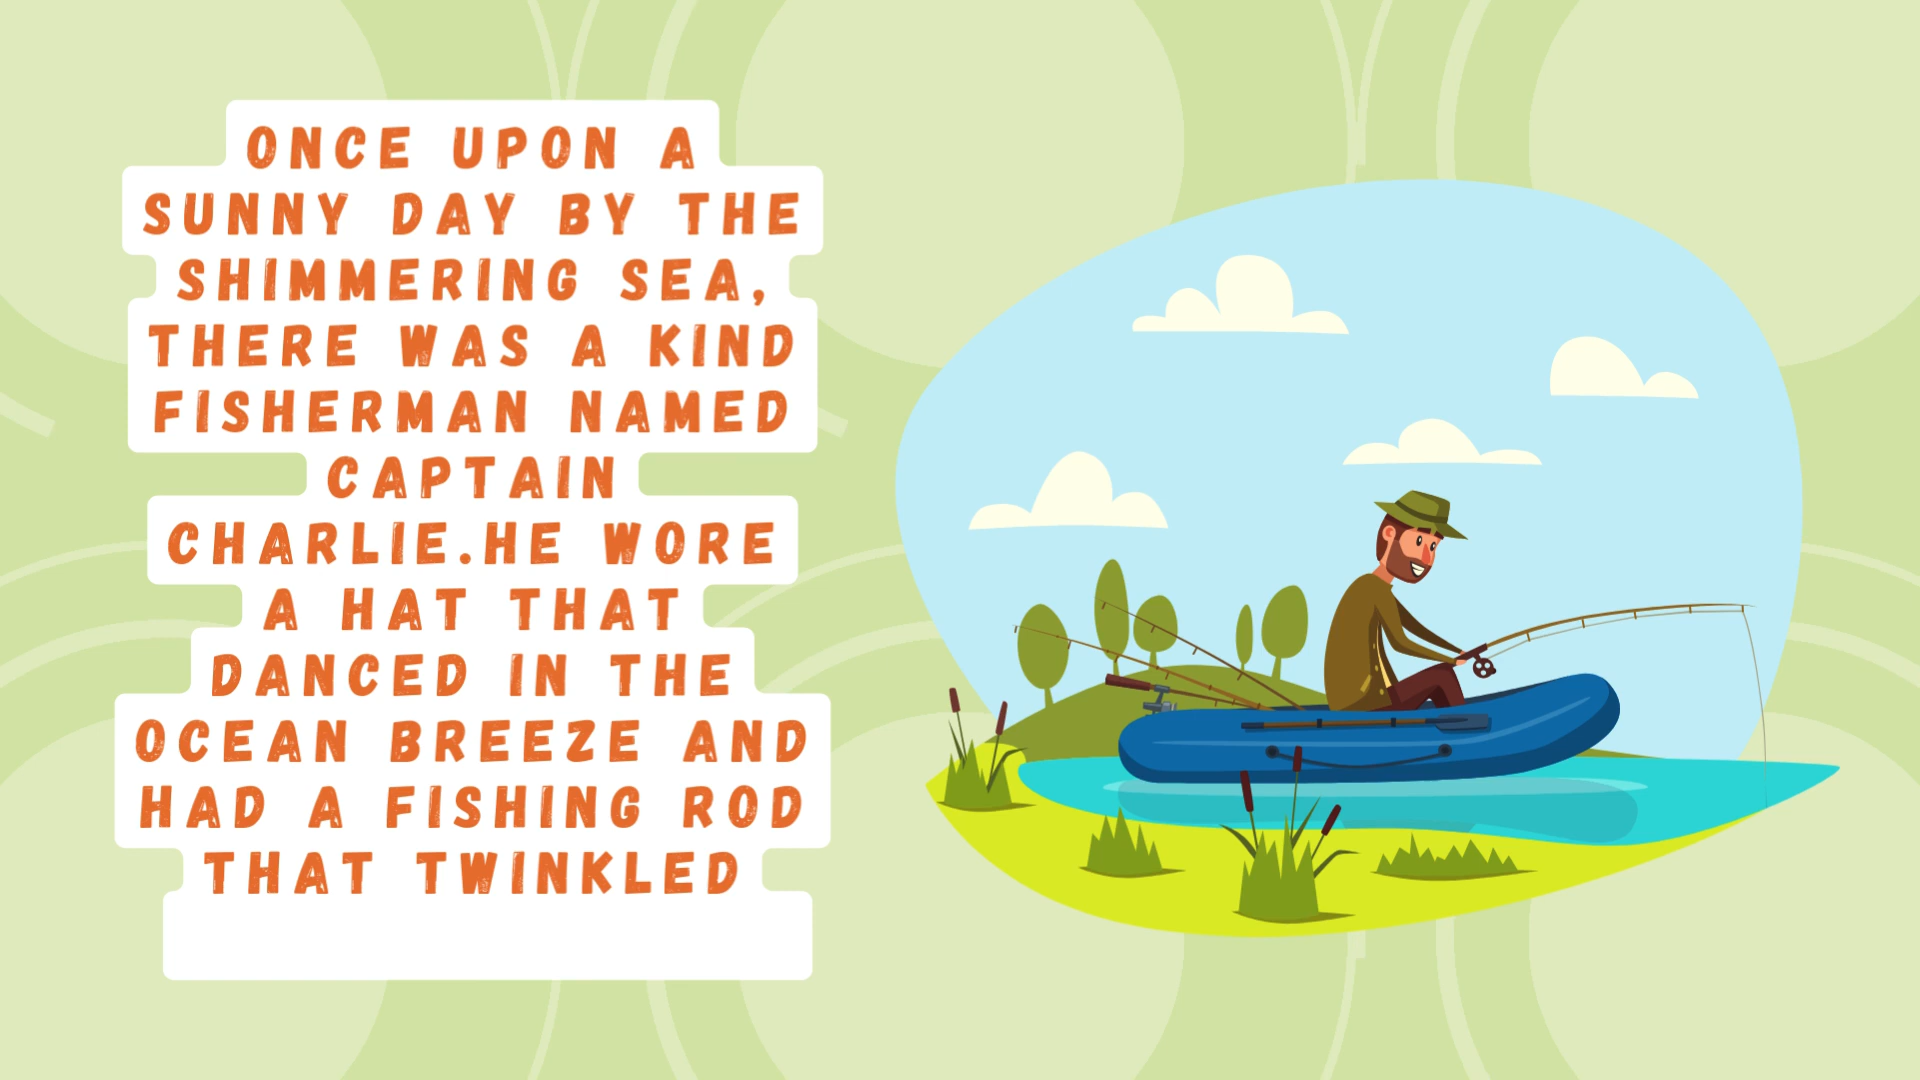 ONCE UPON A
SUNNY DAY BY THE
SHIMMERING SEA,
THERE WAS A KIND
FISHERMAN NAMED
CAPTAIN
CHARLIE.HE WORE
A HAT THAT
DANCED IN THE
OCEAN BREEZE AND
HAD A FISHING ROD
THAT TWINKLED